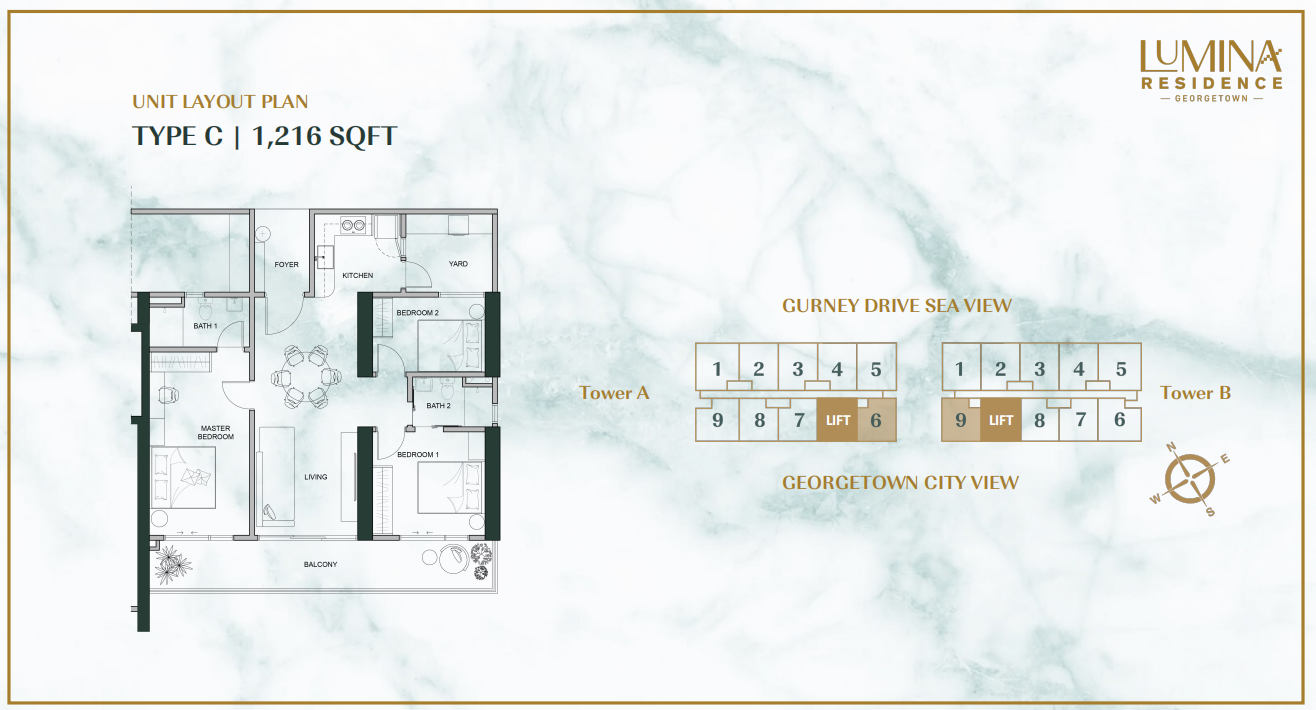 LUMINA
RESIDENCE
GEORGETOWN
UNIT LAYOUT PLAN
TYPE C | 1,216 SQFT
FOYER
KITCHEN
YARD
BEDROOM 2
BATH 1
BATH 2
MASTER
BEDROOM
BEDROOM 1
LIVING
BALCONY
GURNEY DRIVE SEA VIEW
Tower A
1 2 3 4 5
9 8 7 LIFT 6
1 2 3 4 5
9 LIFT 8 7 6
Tower B
GEORGETOWN CITY VIEW
N
E
W
S